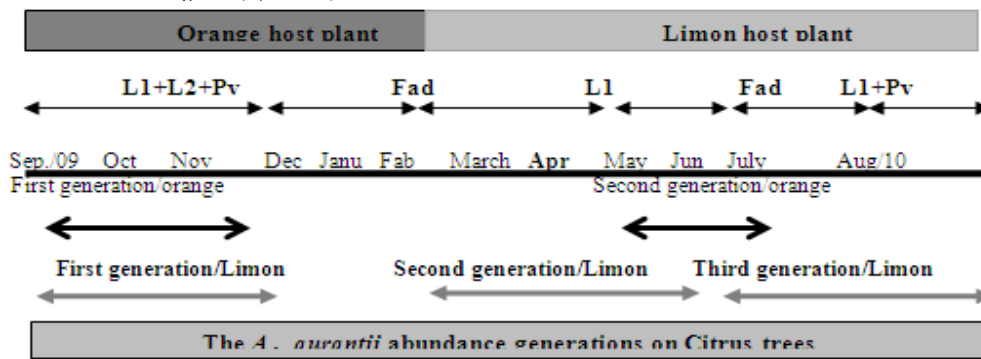 Orange host plant Limon host plant
L1+L2+Pv Fad L1 Fad L1+Pv
Sep./09 Oct Nov Dec Janu Fab March Apr May Jun July Aug/10
First generation/orange Second generation/orange
First generation/Limon Second generation/Limon Third generation/Limon
The A. aurantii abundance generations on Citrus trees